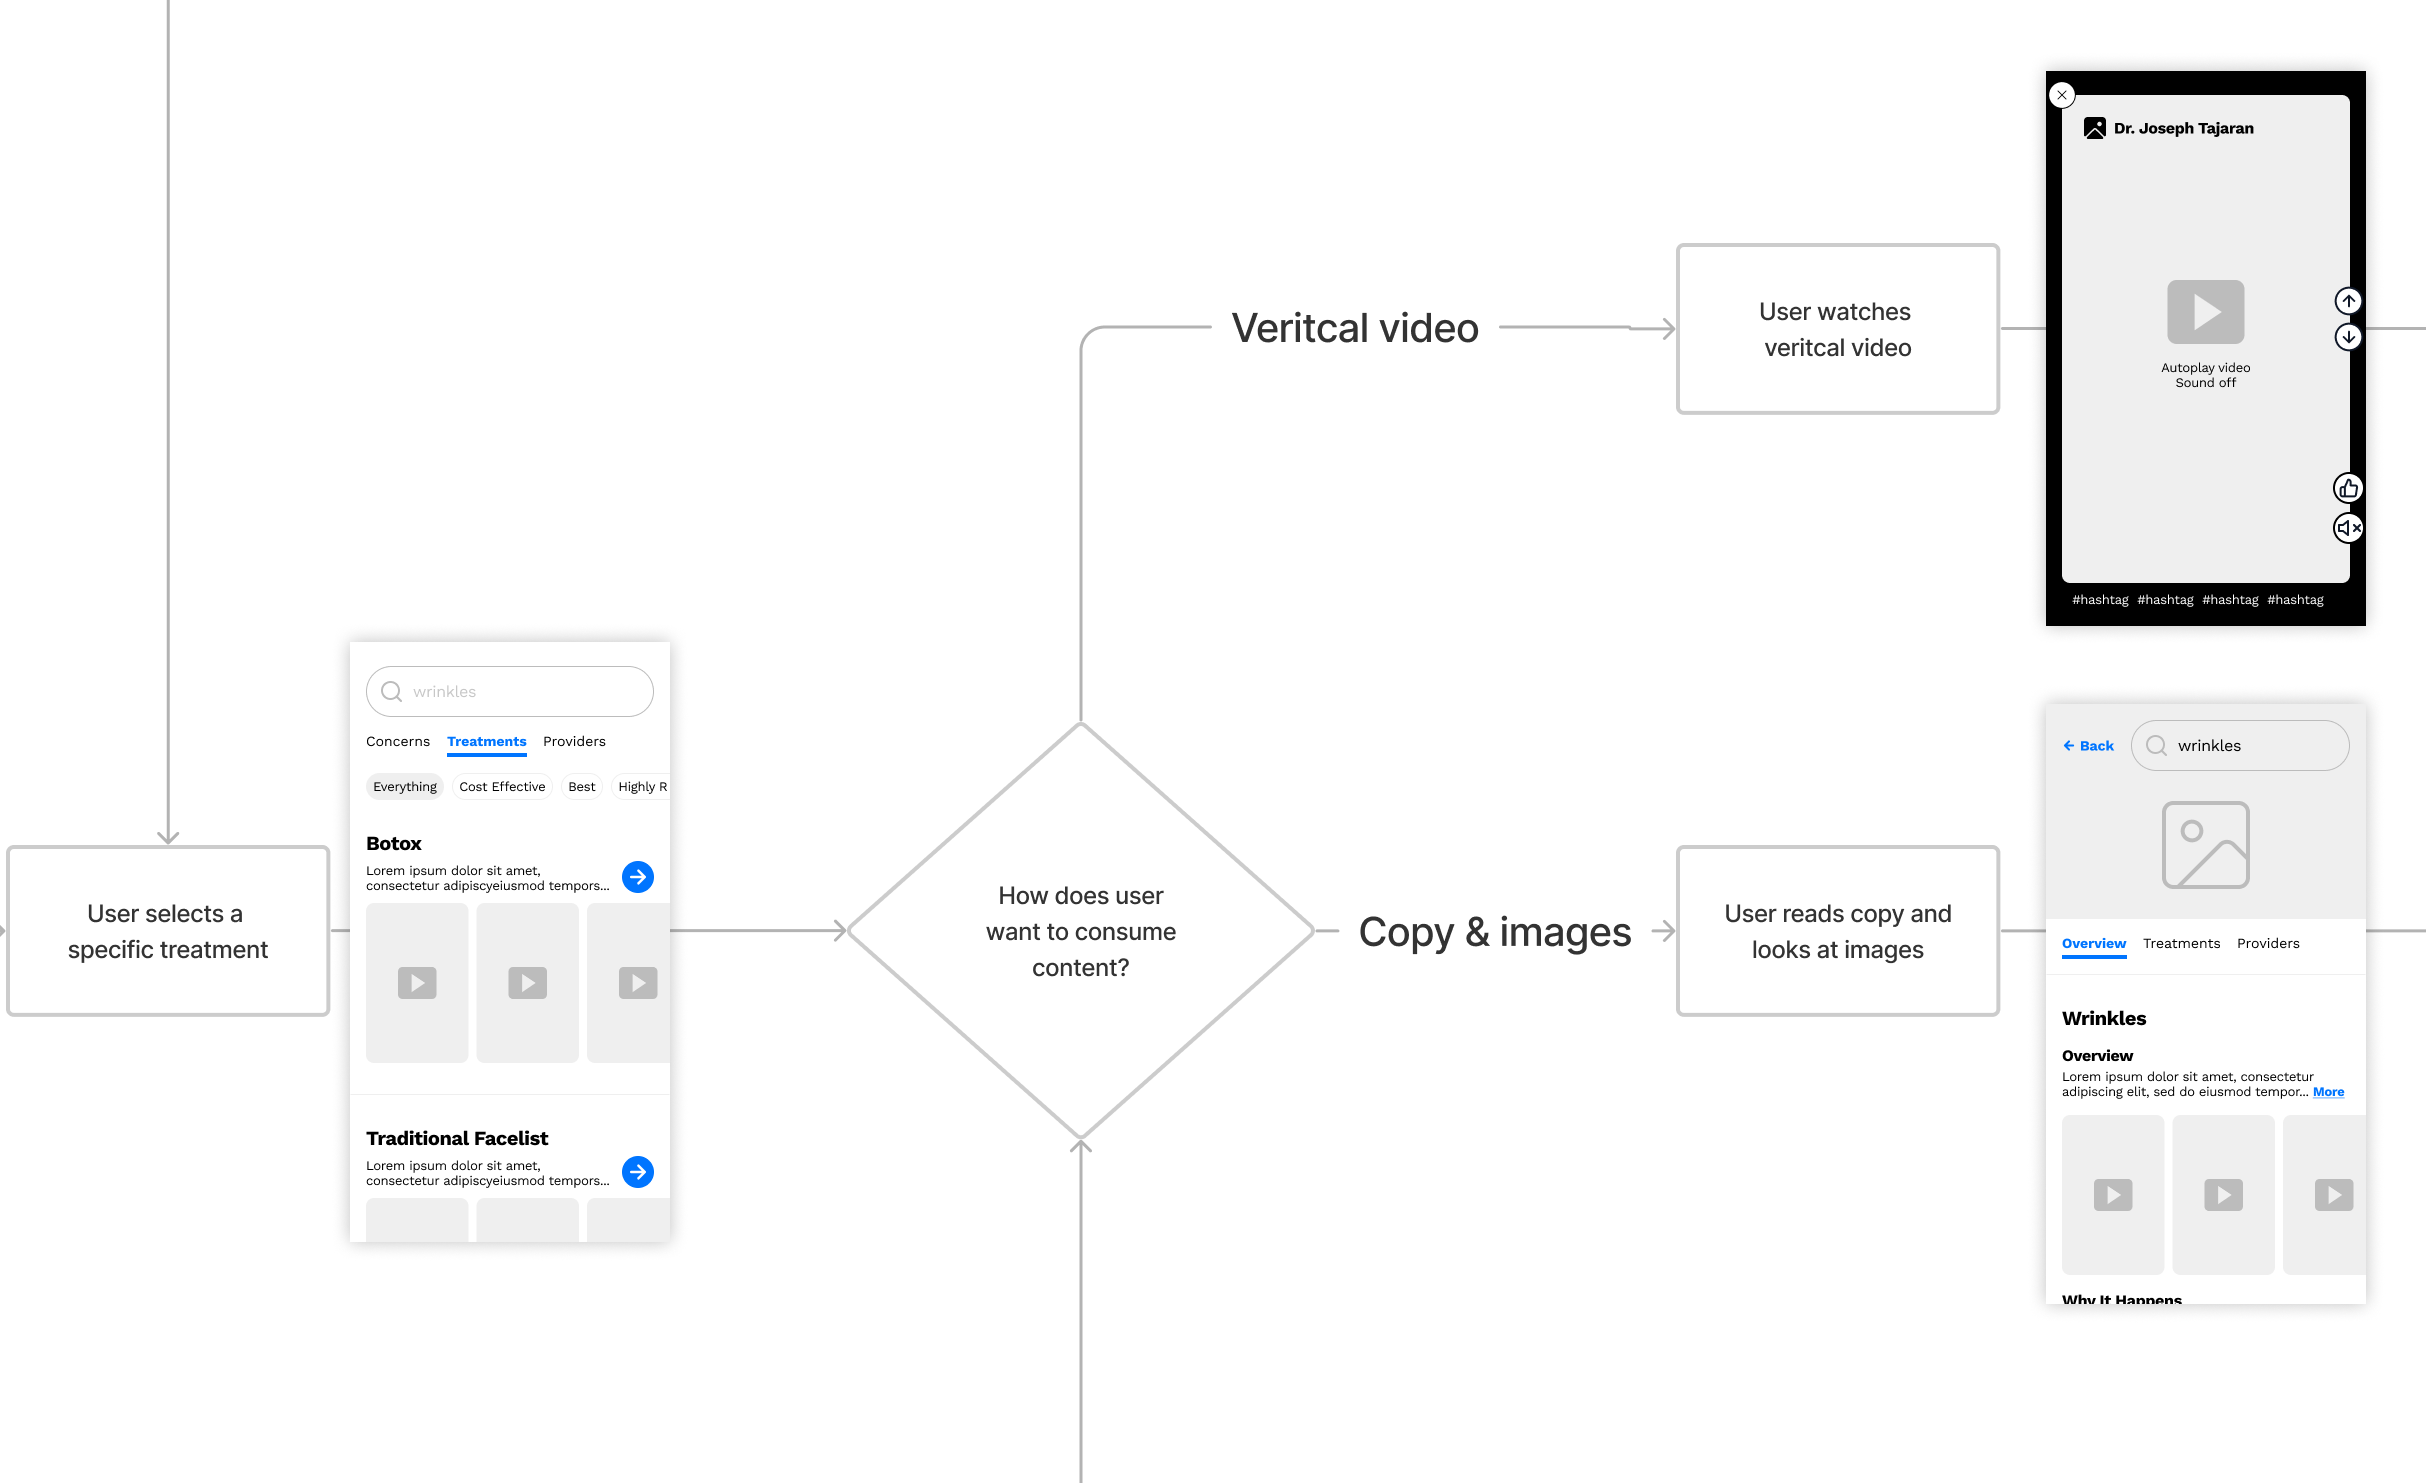 User selects a
specific treatment
wrinkles
Concerns Treatments Providers
Everything Cost Effective Best Highly R
Botox
Lorem ipsum dolor sit amet,
consectetur adipiscyeiusmod tempors...
Traditional Facelist
Lorem ipsum dolor sit amet,
consectetur adipiscyeiusmod tempors...
How does user
want to consume
content?
Veritcal video
User watches
veritcal video
Dr. Joseph Tajaran
Autoplay video
Sound off
#hashtag #hashtag #hashtag #hashtag
Copy & images
User reads copy and
looks at images
Back
wrinkles
Overview Treatments Providers
Wrinkles
Overview
Lorem ipsum dolor sit amet, consectetur
adipiscing elit, sed do eiusmod tempor... More
Why It Happens